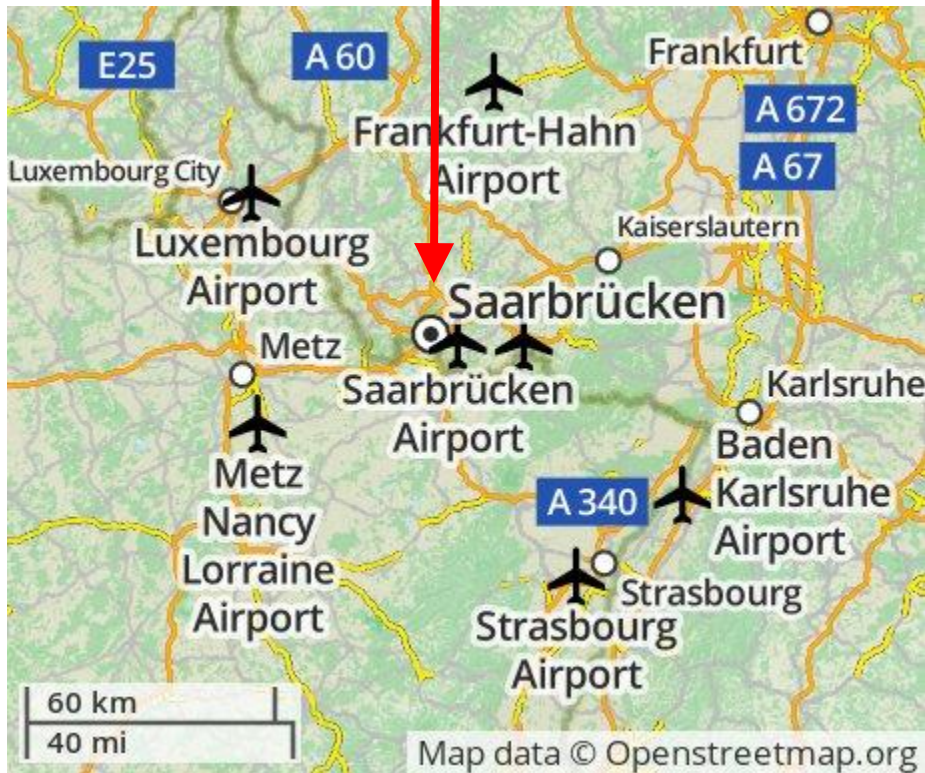 Frankfurt
E25
A 60
A 672
Frankfurt-Hahn
Airport
A 67
Luxembourg City
Kaiserslautern
Luxembourg
Airport
Saarbrücken
Metz
Saarbrücken
Airport
Karlsruhe
Baden
Karlsruhe
Airport
Metz
Nancy
Lorraine
Airport
A 340
Strasbourg
Strasbourg
Airport
60 km
40 mi
Map data © Openstreetmap.org